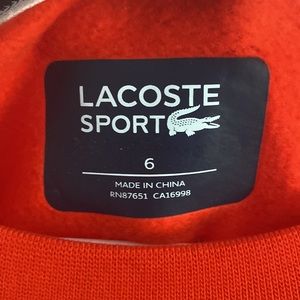 LACOSTE
SPORT
6
MADE IN CHINA
RN87651 CA16998